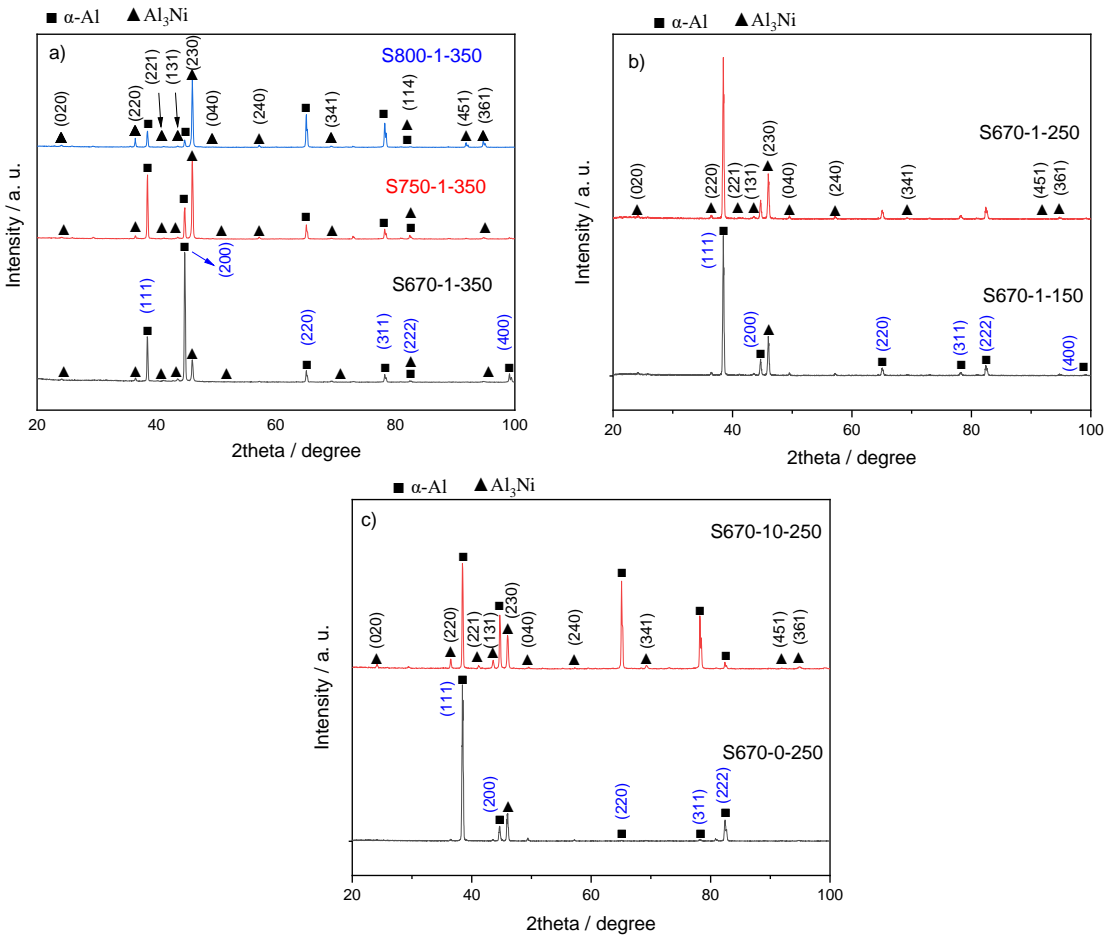 ■ α-Al ▲ Al₃Ni
a)
S800-1-350
(020)
(220)
(221)
(131)
(230)
(040)
(240)
(341)
(114)
(451)
(361)
S750-1-350
S670-1-350
(111)
(200)
(220)
(311)
(222)
(400)
Intensity / a. u.
20 40 60 80 100
2theta / degree
■ α-Al ▲ Al₃Ni
b)
S670-1-250
(020)
(220)
(221)
(131)
(230)
(040)
(240)
(341)
(451)
(361)
S670-1-150
(111)
(200)
(220)
(311)
(222)
(400)
Intensity / a. u.
20 40 60 80 100
2theta / degree
■ α-Al ▲ Al₃Ni
c)
S670-10-250
(020)
(220)
(221)
(131)
(230)
(040)
(240)
(341)
(451)
(361)
S670-0-250
(111)
(200)
(220)
(311)
(222)
Intensity / a. u.
20 40 60 80 100
2theta / degree